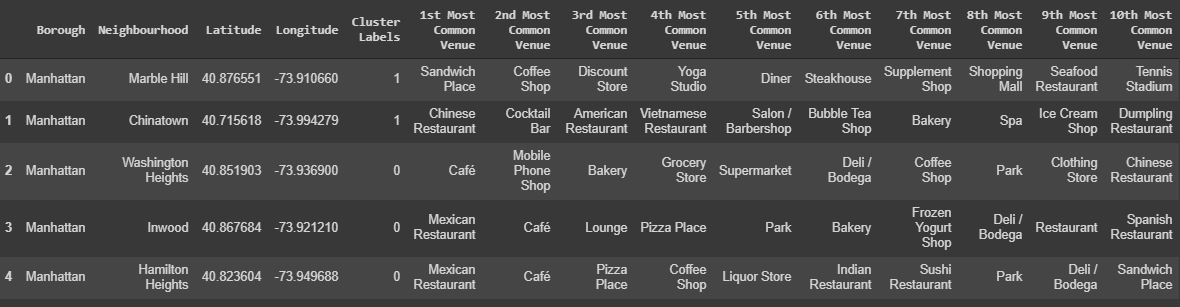 Borough Neighbourhood Latitude Longitude Cluster Labels 1st Most Common Venue 2nd Most Common Venue 3rd Most Common Venue 4th Most Common Venue 5th Most Common Venue 6th Most Common Venue 7th Most Common Venue 8th Most Common Venue 9th Most Common Venue 10th Most Common Venue
0 Manhattan Marble Hill 40.876551 -73.910660 1 Sandwich Place Coffee Shop Discount Store Yoga Studio Diner Steakhouse Supplement Shop Shopping Mall Seafood Restaurant Tennis Stadium
1 Manhattan Chinatown 40.715618 -73.994279 1 Chinese Restaurant Cocktail Bar American Restaurant Vietnamese Restaurant Salon / Barbershop Bubble Tea Shop Bakery Spa Ice Cream Shop Dumpling Restaurant
2 Manhattan Washington Heights 40.851903 -73.936900 0 Café Mobile Phone Shop Bakery Grocery Store Supermarket Deli / Bodega Coffee Shop Park Clothing Store Chinese Restaurant
3 Manhattan Inwood 40.867684 -73.921210 0 Mexican Restaurant Café Lounge Pizza Place Park Bakery Frozen Yogurt Shop Deli / Bodega Restaurant Spanish Restaurant
4 Manhattan Hamilton Heights 40.823604 -73.949688 0 Mexican Restaurant Café Pizza Place Coffee Shop Liquor Store Indian Restaurant Sushi Restaurant Park Deli / Bodega Sandwich Place